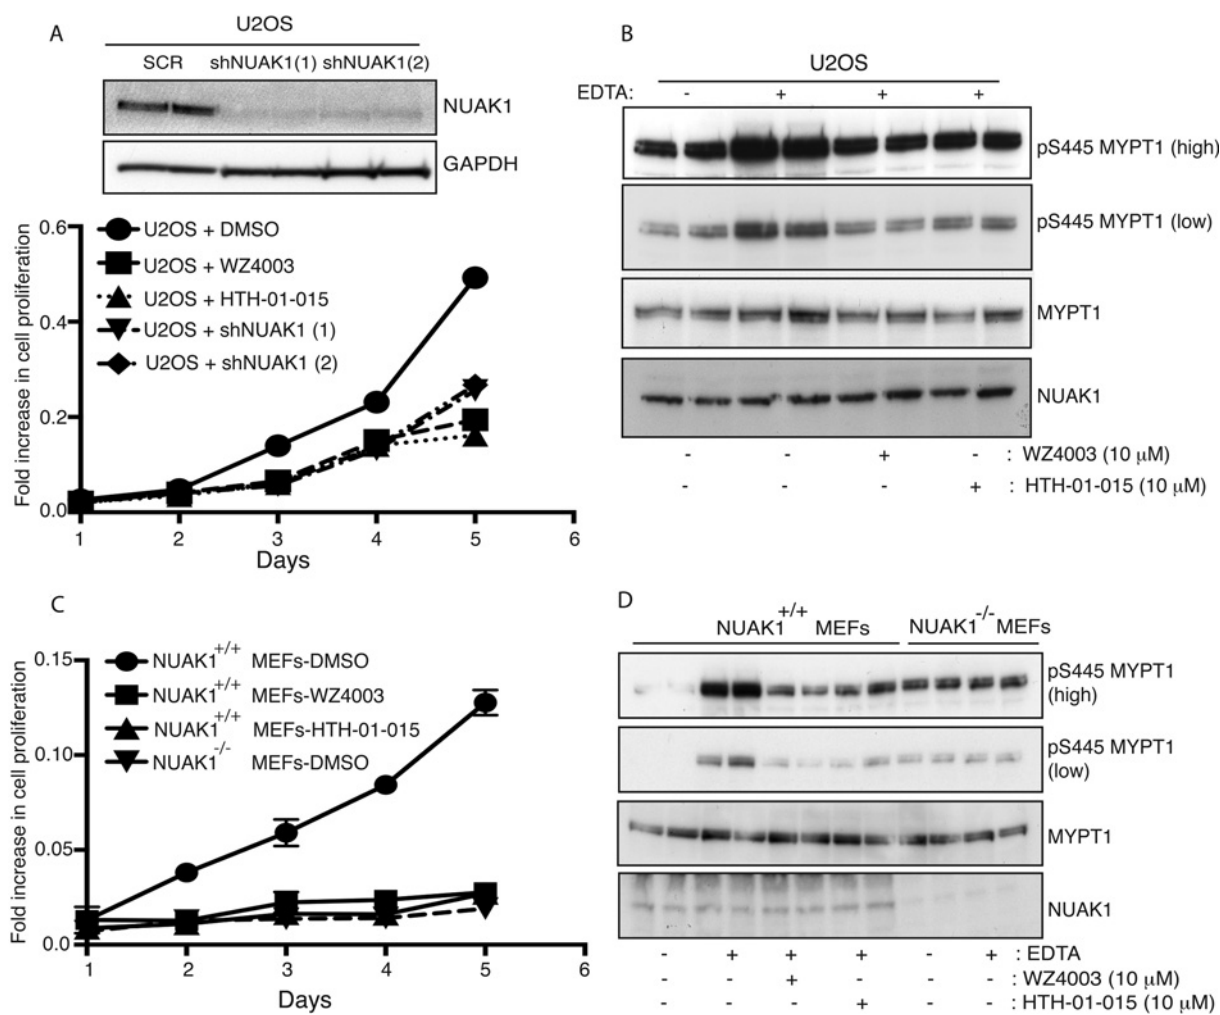 A
U2OS
SCR shNUAK1(1) shNUAK1(2)
NUAK1
GAPDH
Fold increase in cell proliferation
0.6
0.4
0.2
0.0
U2OS + DMSO
U2OS + WZ4003
U2OS + HTH-01-015
U2OS + shNUAK1 (1)
U2OS + shNUAK1 (2)
1 2 3 4 5 6
Days
B
U2OS
EDTA: - + + +
pS445 MYPT1 (high)
pS445 MYPT1 (low)
MYPT1
NUAK1
- - + - : WZ4003 (10 μM)
- - - + : HTH-01-015 (10 μM)
C
Fold increase in cell proliferation
0.15
0.10
0.05
0.0
NUAK1+/+ MEFs-DMSO
NUAK1+/+ MEFs-WZ4003
NUAK1+/+ MEFs-HTH-01-015
NUAK1-/- MEFs-DMSO
1 2 3 4 5 6
Days
D
NUAK1+/+ MEFs NUAK1-/- MEFs
pS445 MYPT1
(high)
pS445 MYPT1
(low)
MYPT1
NUAK1
- + + + - + : EDTA
- - + - - - : WZ4003 (10 μM)
- - - + - - : HTH-01-015 (10 μM)